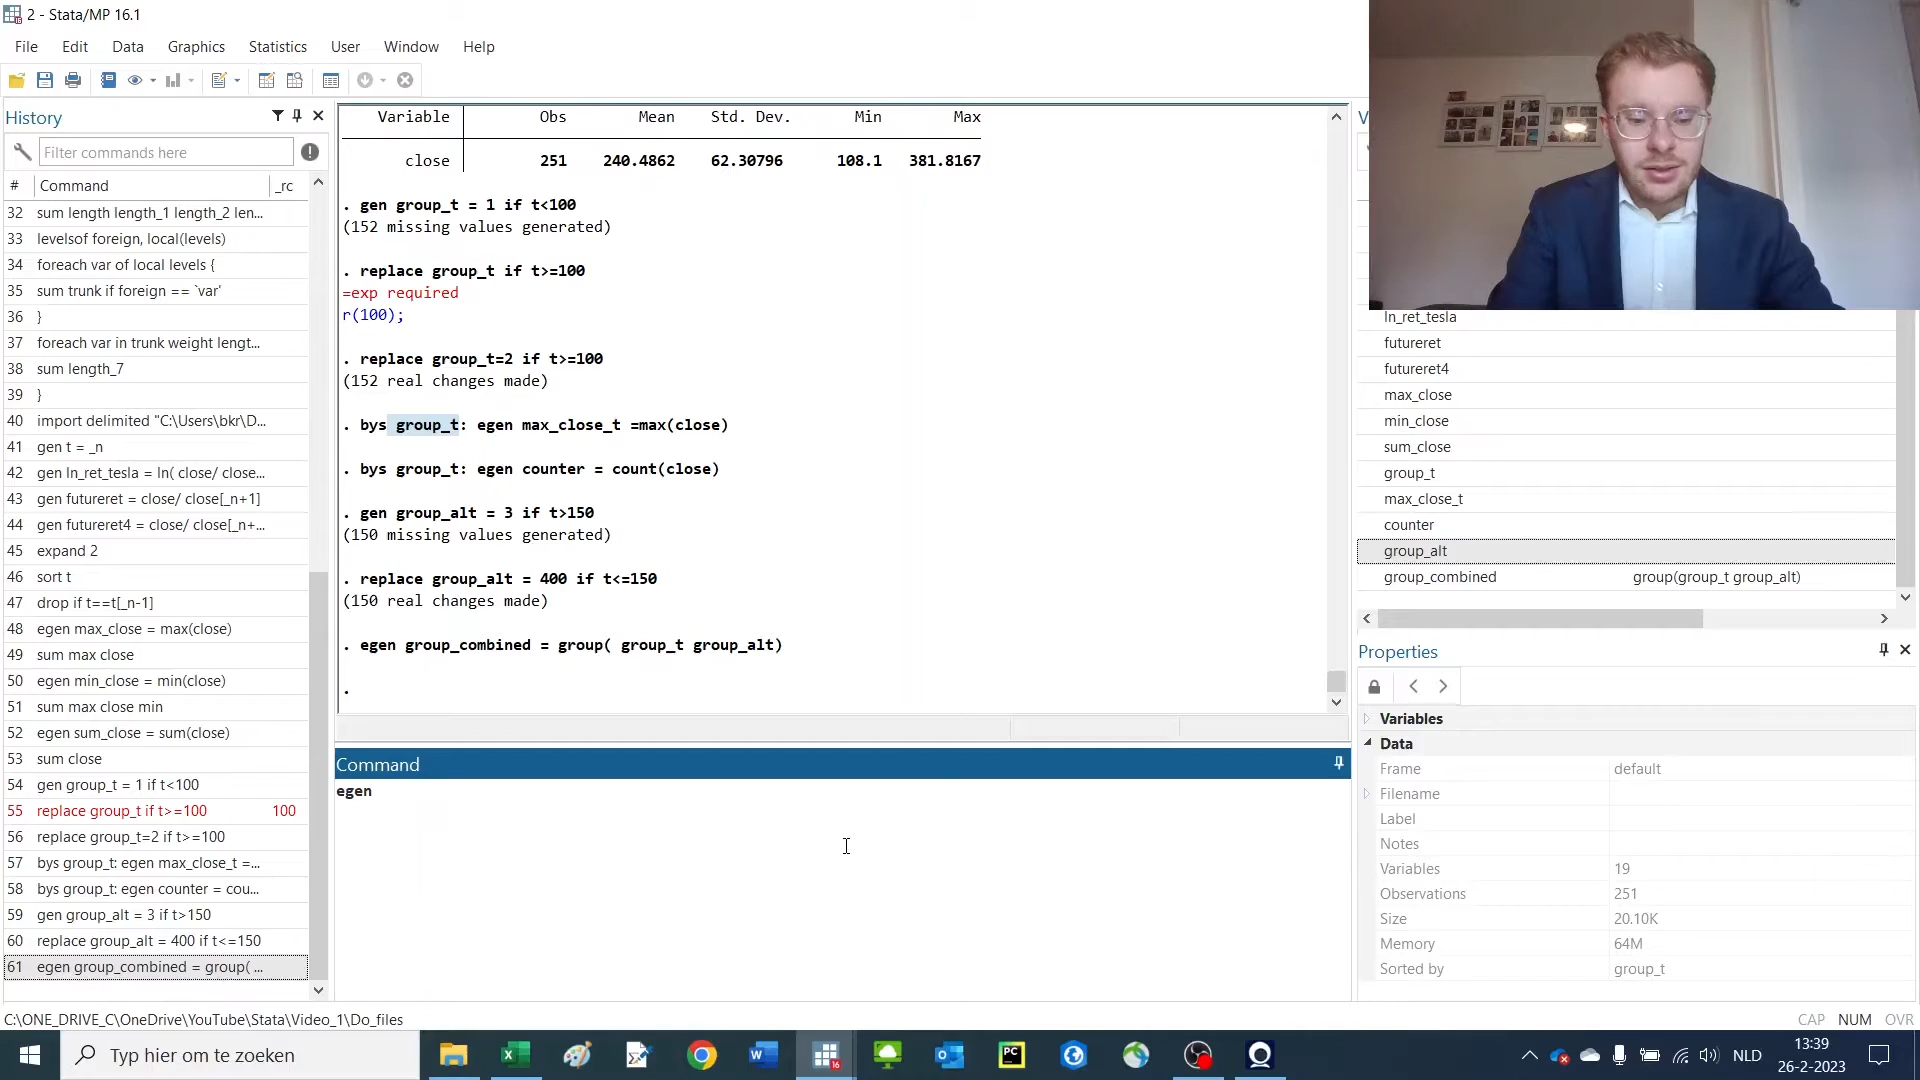 2 - Stata/MP 16.1
File Edit Data Graphics Statistics User Window Help
History
Filter commands here
# Command _rc
32 sum length length_1 length_2 len...
33 levelsof foreign, local(levels)
34 foreach var of local levels {
35 sum trunk if foreign == `var'
36 }
37 foreach var in trunk weight lengt...
38 sum length_7
39 }
40 import delimited "C:\Users\bkr\D...
41 gen t = _n
42 gen ln_ret_tesla = ln( close/ close...
43 gen futureret = close/ close[_n+1]
44 gen futureret4 = close/ close[_n+...
45 expand 2
46 sort t
47 drop if t==t[_n-1]
48 egen max_close = max(close)
49 sum max close
50 egen min_close = min(close)
51 sum max close min
52 egen sum_close = sum(close)
53 sum close
54 gen group_t = 1 if t<100
55 replace group_t if t>=100 100
56 replace group_t=2 if t>=100
57 bys group_t: egen max_close_t =...
58 bys group_t: egen counter = cou...
59 gen group_alt = 3 if t>150
60 replace group_alt = 400 if t<=150
61 egen group_combined = group( ...
Variable Obs Mean Std. Dev. Min Max
close 251 240.4862 62.30796 108.1 381.8167
. gen group_t = 1 if t<100
(152 missing values generated)
. replace group_t if t>=100
=exp required
r(100);
. replace group_t=2 if t>=100
(152 real changes made)
. bys group_t: egen max_close_t =max(close)
. bys group_t: egen counter = count(close)
. gen group_alt = 3 if t>150
(150 missing values generated)
. replace group_alt = 400 if t<=150
(150 real changes made)
. egen group_combined = group( group_t group_alt)
.
Command
egen
ln_ret_tesla
futureret
futureret4
max_close
min_close
sum_close
group_t
max_close_t
counter
group_alt
group_combined group(group_t group_alt)
Properties
Variables
Data
Frame default
Filename
Label
Notes
Variables 19
Observations 251
Size 20.10K
Memory 64M
Sorted by group_t
C:\ONE_DRIVE_C\OneDrive\YouTube\Stata\Video_1\Do_files
CAP NUM OVR
Typ hier om te zoeken
16
PC
NLD
13:39
26-2-2023